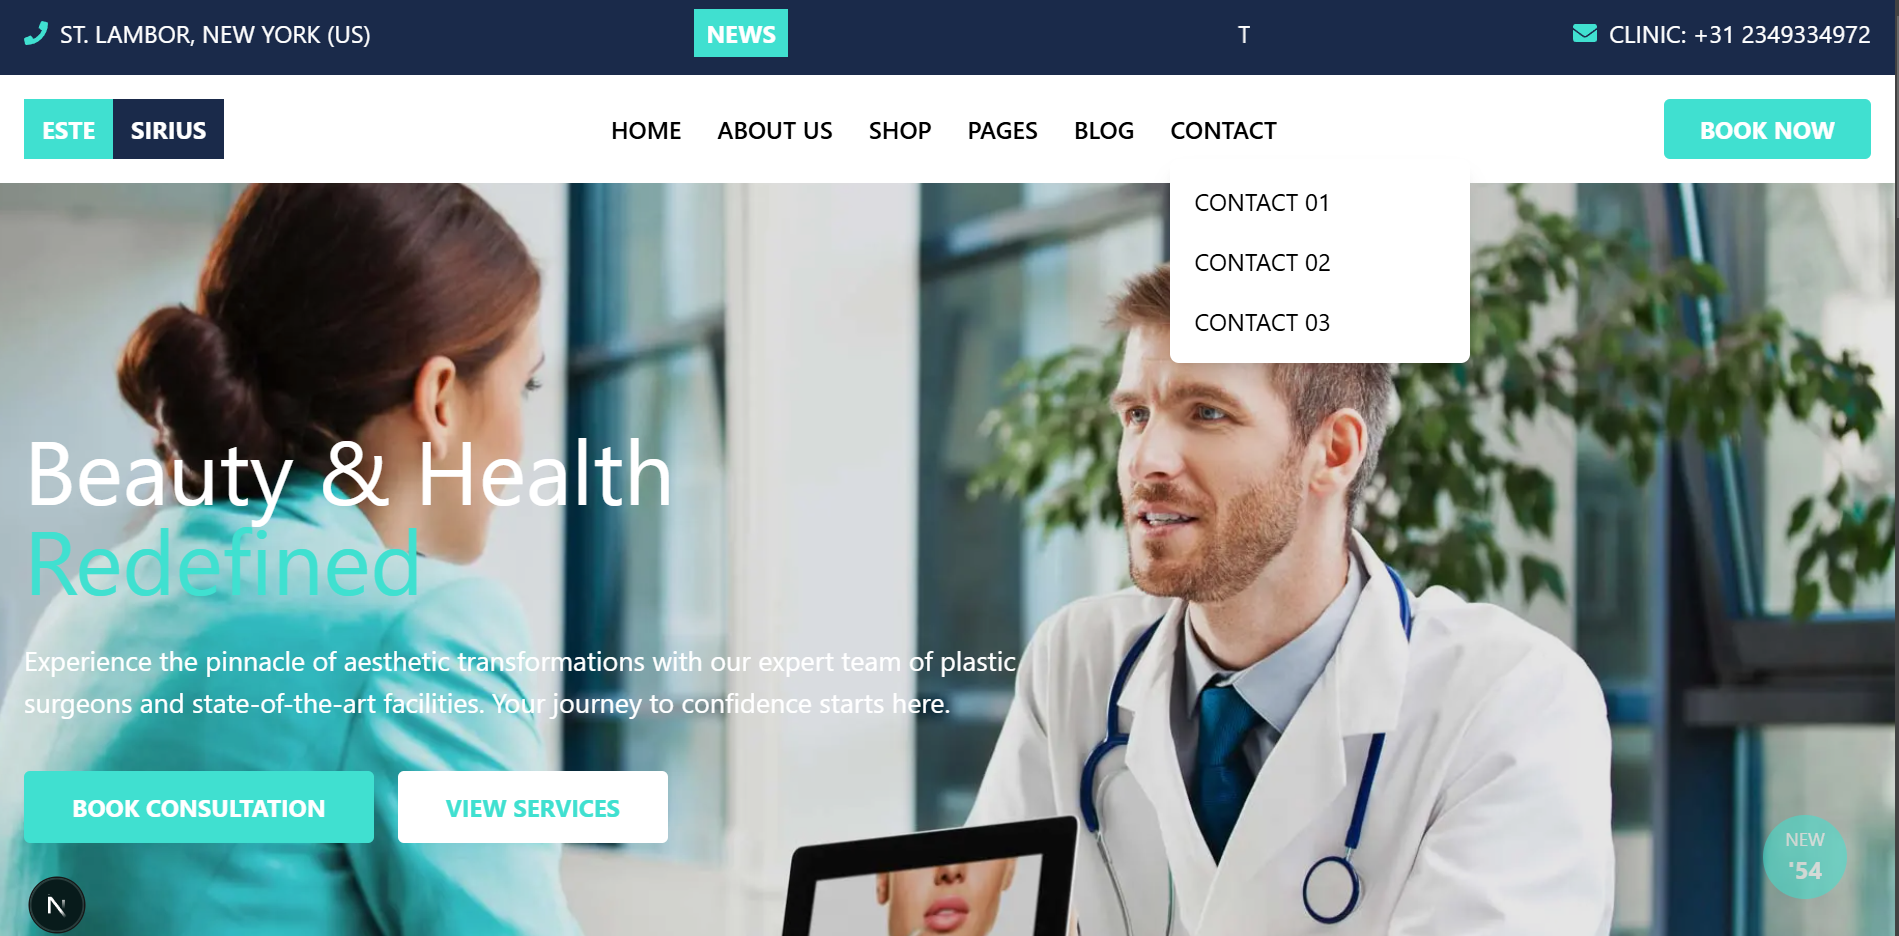 ST. LAMBOR, NEW YORK (US)
NEWS
T
CLINIC: +31 2349334972
ESTE SIRIUS
HOME ABOUT US SHOP PAGES BLOG CONTACT
BOOK NOW
CONTACT 01
CONTACT 02
CONTACT 03
Beauty & Health
Redefined
Experience the pinnacle of aesthetic transformations with our expert team of plastic
surgeons and state-of-the-art facilities. Your journey to confidence starts here.
BOOK CONSULTATION
VIEW SERVICES
NEW
'54
N